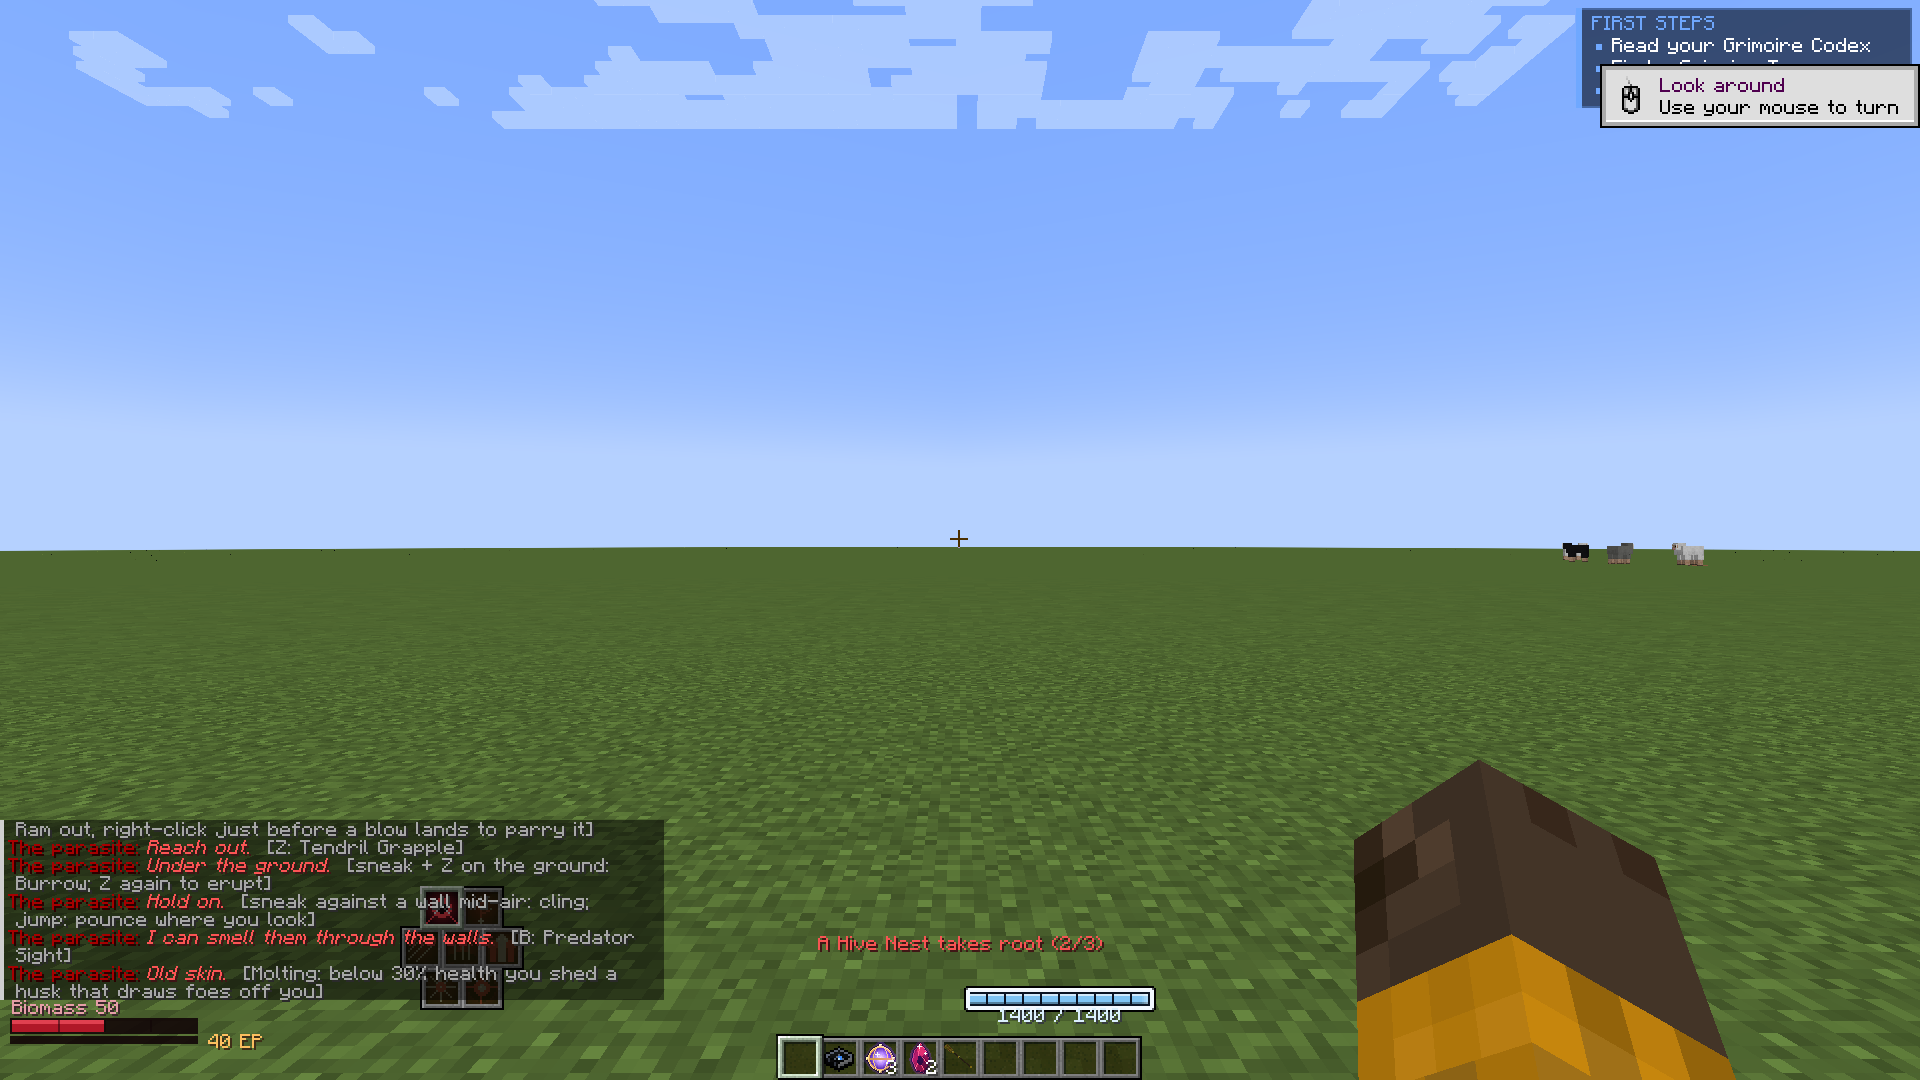 FIRST STEPS
Read your Grimoire Codex
Look around
Use your mouse to turn
Ram out, right-click just before a blow lands to parry it]
The parasite: Reach out. [Z: Tendril Grapple]
The parasite: Under the ground. [sneak + Z on the ground:
Burrow; Z again to erupt]
The parasite: Hold on. [sneak against a wall mid-air: cling;
jump: pounce where you look]
The parasite: I can smell them through the walls. [B: Predator
Sight]
The parasite: Old skin. [Molting: below 30% health you shed a
husk that draws foes off you]
Biomass 50
40 EP
A Hive Nest takes root (2/3)
1400 / 1400
3
2